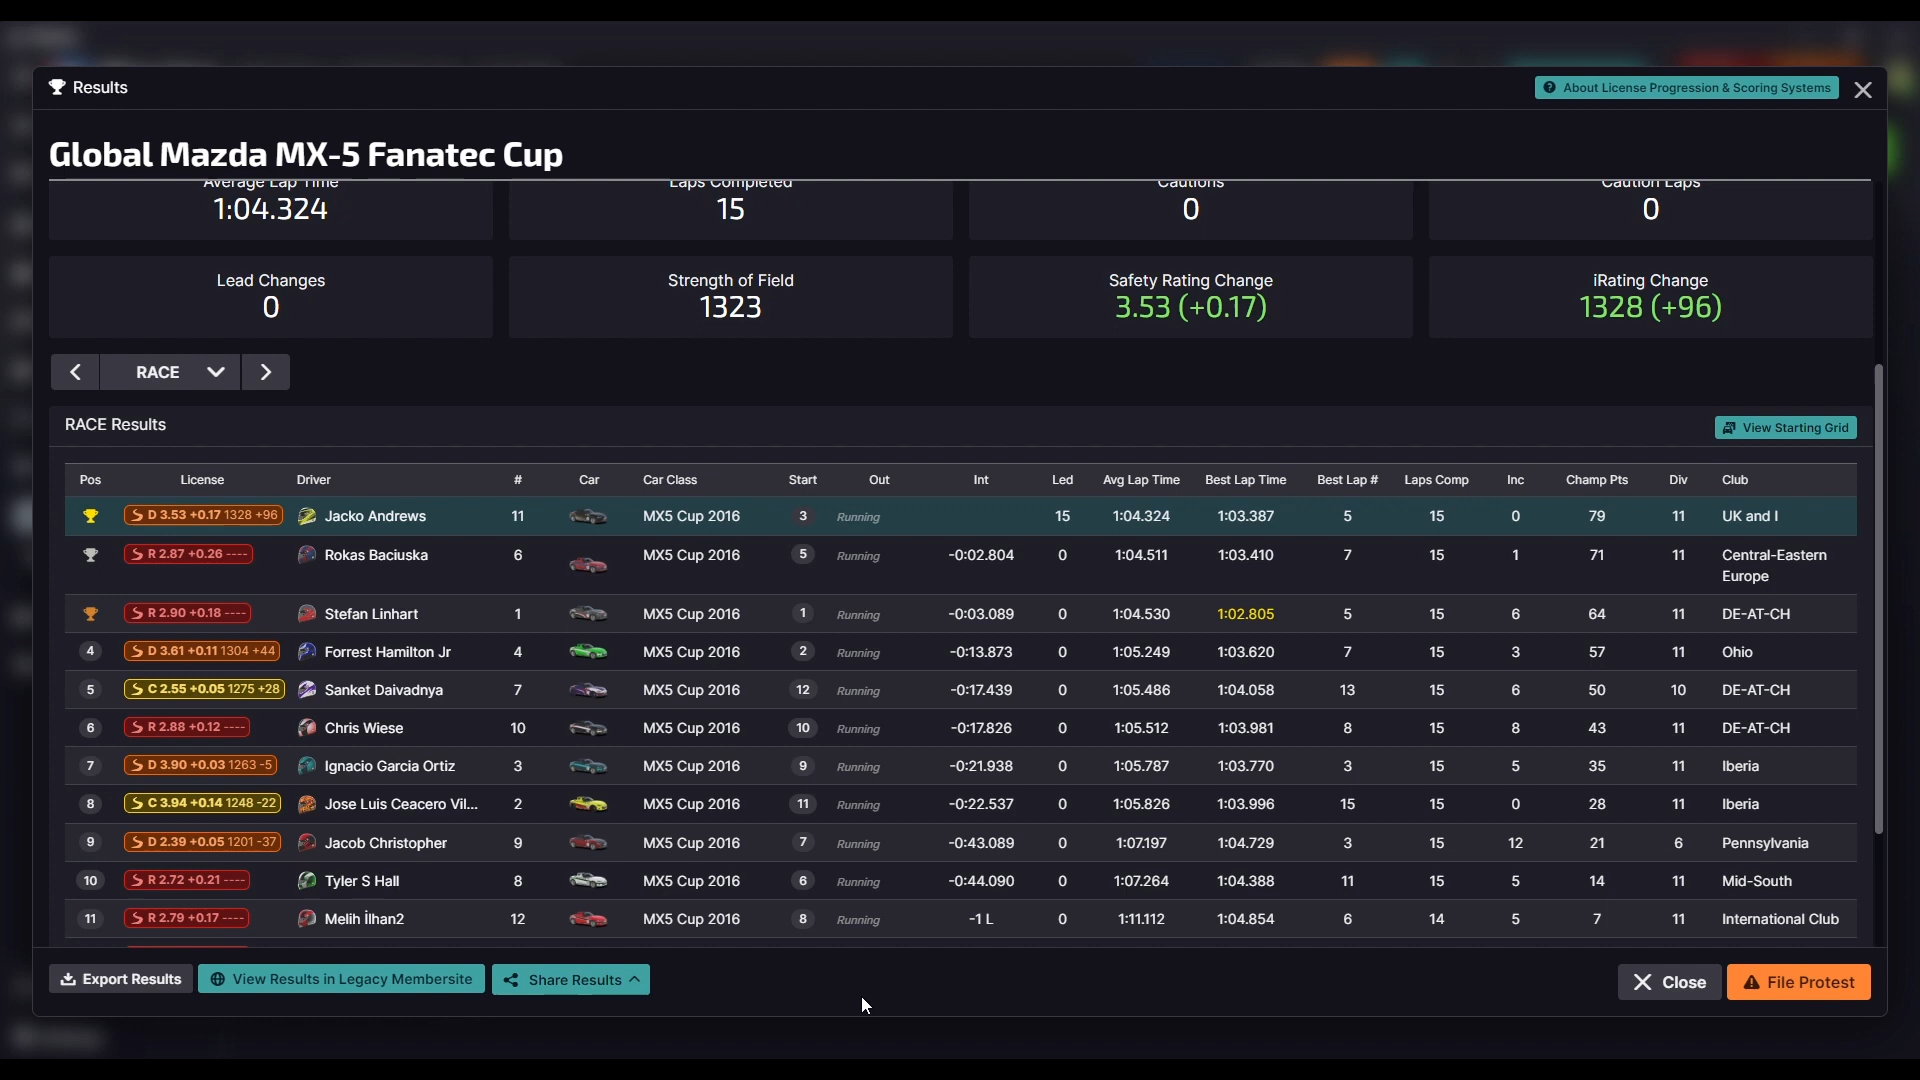 Results
About License Progression & Scoring Systems
Global Mazda MX-5 Fanatec Cup
Average Lap Time Laps Completed Cautions Caution Laps
1:04.324 15 0 0
Lead Changes Strength of Field Safety Rating Change iRating Change
0 1323 3.53 (+0.17) 1328 (+96)
RACE
RACE Results
View Starting Grid
Pos License Driver # Car Car Class Start Out Int Led Avg Lap Time Best Lap Time Best Lap # Laps Comp Inc Champ Pts Div Club
D 3.53 +0.17 1328 +96 Jacko Andrews 11 MX5 Cup 2016 3 Running 15 1:04.324 1:03.387 5 15 0 79 11 UK and I
R 2.87 +0.26 ---- Rokas Baciuska 6 MX5 Cup 2016 5 Running -0:02.804 0 1:04.511 1:03.410 7 15 1 71 11 Central-Eastern
Europe
R 2.90 +0.18 ---- Stefan Linhart 1 MX5 Cup 2016 1 Running -0:03.089 0 1:04.530 1:02.805 5 15 6 64 11 DE-AT-CH
4 D 3.61 +0.11 1304 +44 Forrest Hamilton Jr 4 MX5 Cup 2016 2 Running -0:13.873 0 1:05.249 1:03.620 7 15 3 57 11 Ohio
5 C 2.55 +0.05 1275 +28 Sanket Daivadnya 7 MX5 Cup 2016 12 Running -0:17.439 0 1:05.486 1:04.058 13 15 6 50 10 DE-AT-CH
6 R 2.88 +0.12 ---- Chris Wiese 10 MX5 Cup 2016 10 Running -0:17.826 0 1:05.512 1:03.981 8 15 8 43 11 DE-AT-CH
7 D 3.90 +0.03 1263 -5 Ignacio Garcia Ortiz 3 MX5 Cup 2016 9 Running -0:21.938 0 1:05.787 1:03.770 3 15 5 35 11 Iberia
8 C 3.94 +0.14 1248 -22 Jose Luis Ceacero Vil... 2 MX5 Cup 2016 11 Running -0:22.537 0 1:05.826 1:03.996 15 15 0 28 11 Iberia
9 D 2.39 +0.05 1201 -37 Jacob Christopher 9 MX5 Cup 2016 7 Running -0:43.089 0 1:07.197 1:04.729 3 15 12 21 6 Pennsylvania
10 R 2.72 +0.21 ---- Tyler S Hall 8 MX5 Cup 2016 6 Running -0:44.090 0 1:07.264 1:04.388 11 15 5 14 11 Mid-South
11 R 2.79 +0.17 ---- Melih İlhan2 12 MX5 Cup 2016 8 Running -1 L 0 1:11.112 1:04.854 6 14 5 7 11 International Club
Export Results View Results in Legacy Membersite Share Results Close File Protest